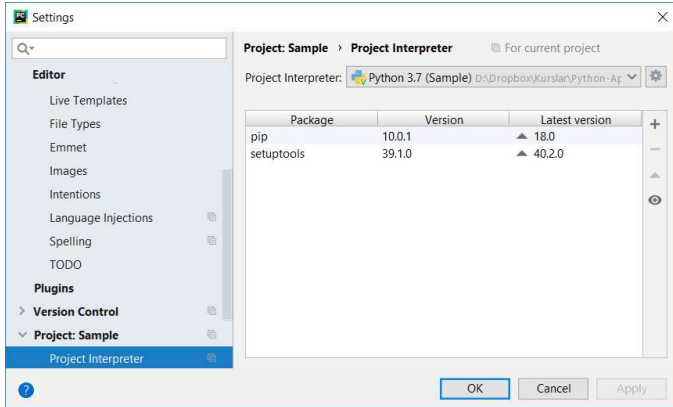 PC Settings
Project: Sample › Project Interpreter For current project
Project Interpreter: Python 3.7 (Sample) D:\Dropbox\Kurslar\Python-Ap
Editor
Live Templates
File Types
Emmet
Images
Intentions
Language Injections
Spelling
TODO
Plugins
Version Control
Project: Sample
Project Interpreter
Package Version Latest version
pip 10.0.1 18.0
setuptools 39.1.0 40.2.0
? OK Cancel Apply